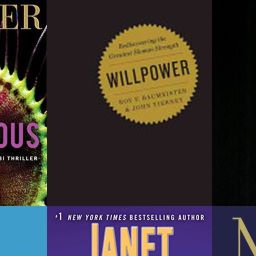 ER
Rediscovering the
Greatest Human Strength
WILLPOWER
ROY F. BAUMEISTER
& JOHN TIERNEY
OUS
BI THRILLER
#1 NEW YORK TIMES BESTSELLING AUTHOR
JANET